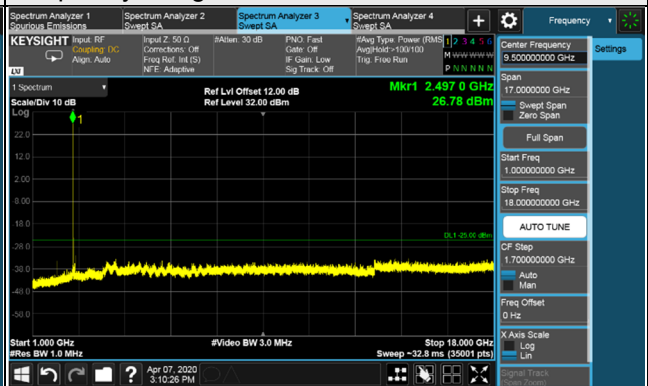 Spectrum Analyzer 1
Spurious Emissions
Spectrum Analyzer 2
Swept SA
Spectrum Analyzer 3
Swept SA
Spectrum Analyzer 4
Swept SA
+
Frequency
KEYSIGHT
Input: RF
Coupling: DC
Align: Auto
LXI
Input Z: 50 Ω
Corrections: Off
Freq Ref: Int (S)
NFE: Adaptive
#Atten: 30 dB
PNO: Fast
Gate: Off
IF Gain: Low
Sig Track: Off
#Avg Type: Power (RMS
Avg|Hold:>100/100
Trig: Free Run
1 2 3 4 5 6
M W W W W W
P N N N N N
1 Spectrum
Scale/Div 10 dB
Log
Ref Lvl Offset 12.00 dB
Ref Level 32.00 dBm
Mkr1 2.497 0 GHz
26.78 dBm
1
22.0
12.0
2.00
-8.00
-18.0
-28.0
-38.0
-48.0
-58.0
DL1 -25.00 dBm
Start 1.000 GHz
#Res BW 1.0 MHz
#Video BW 3.0 MHz
Stop 18.000 GHz
Sweep ~32.8 ms (35001 pts)
Apr 07, 2020
3:10:26 PM
?
Center Frequency
9.500000000 GHz
Settings
Span
17.0000000 GHz
Swept Span
Zero Span
Full Span
Start Freq
1.000000000 GHz
Stop Freq
18.000000000 GHz
AUTO TUNE
CF Step
1.700000000 GHz
Auto
Man
Freq Offset
0 Hz
X Axis Scale
Log
Lin
Signal Track
(Span Zoom)